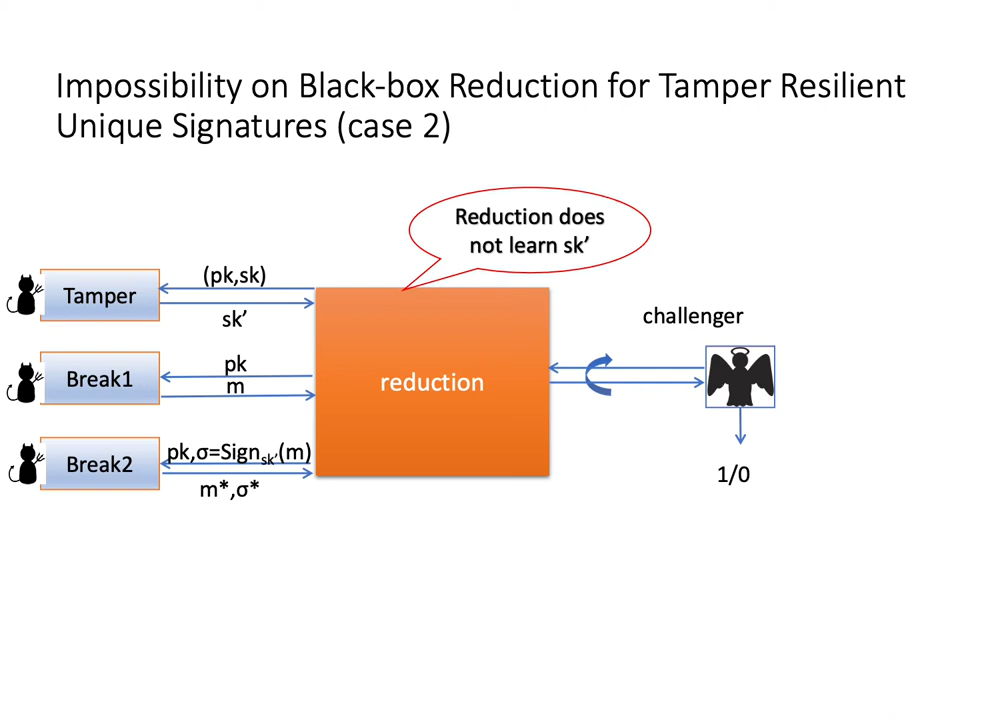 Impossibility on Black-box Reduction for Tamper Resilient
Unique Signatures (case 2)
Reduction does
not learn sk’
(pk,sk)
Tamper
sk’
challenger
pk
Break1
m
reduction
pk,σ=Signsk’(m)
Break2
m*,σ*
1/0